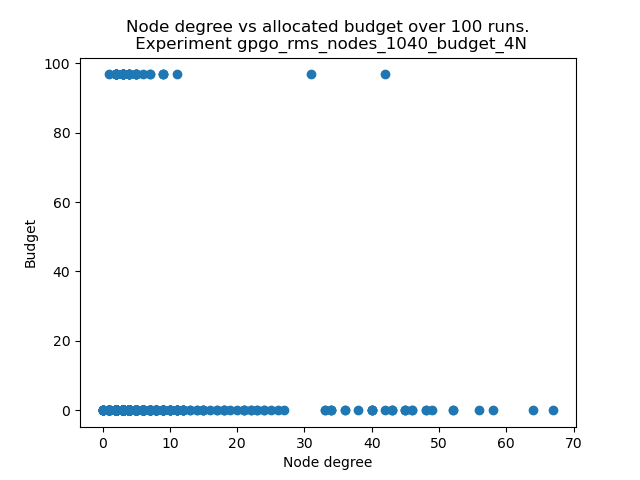 Node degree vs allocated budget over 100 runs.
Experiment gpgo_rms_nodes_1040_budget_4N
100
80
60
40
20
0
Budget
0 10 20 30 40 50 60 70
Node degree